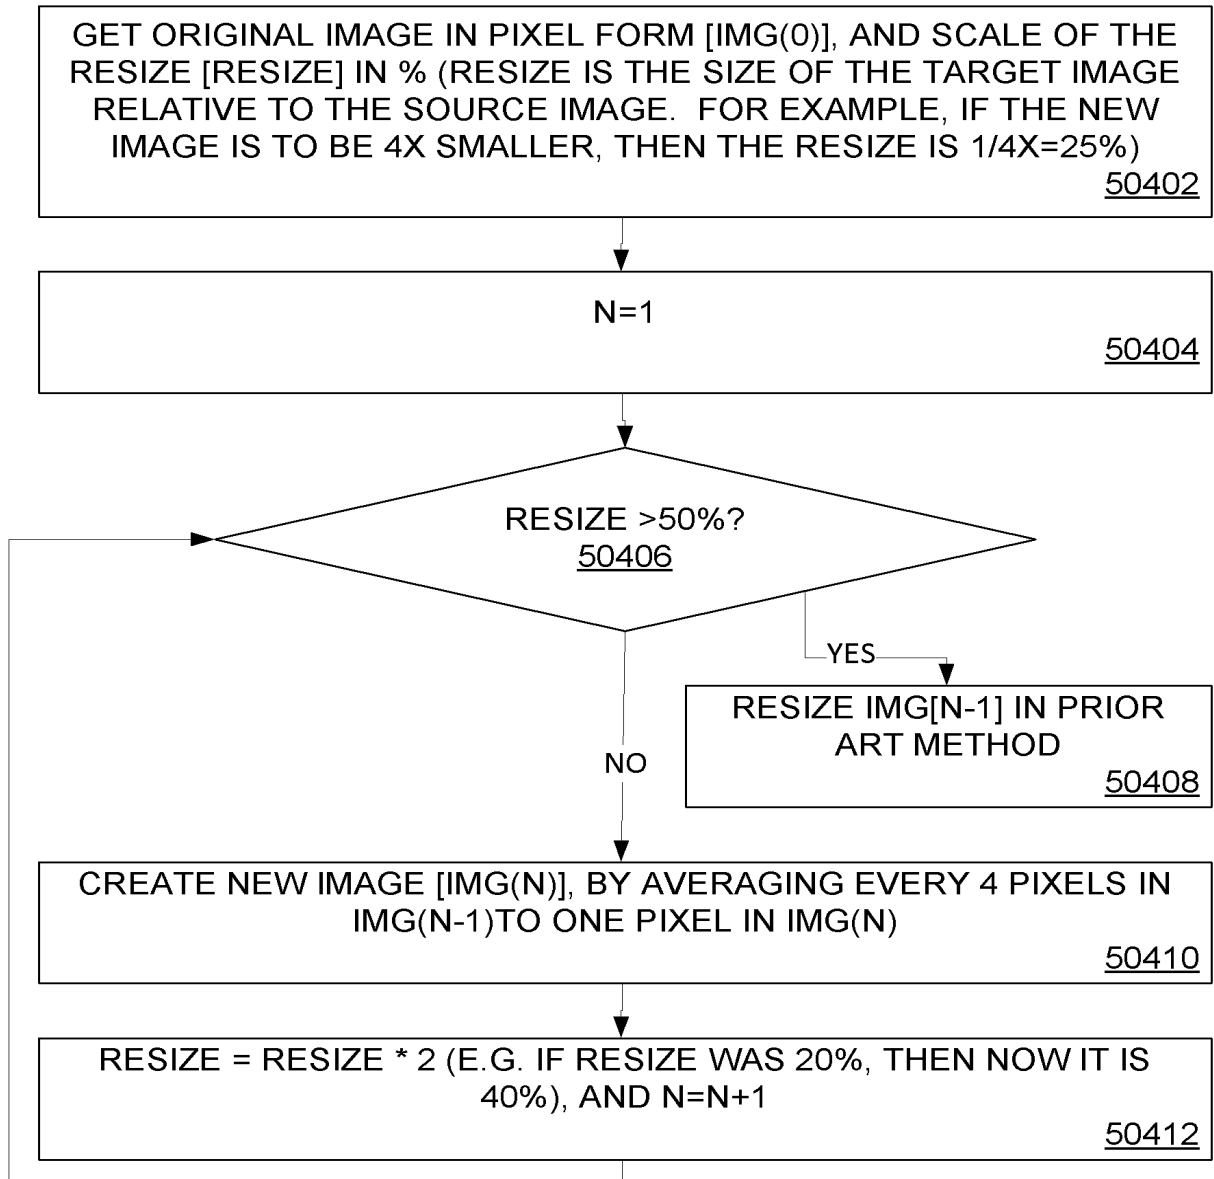 GET ORIGINAL IMAGE IN PIXEL FORM [IMG(0)], AND SCALE OF THE
RESIZE [RESIZE] IN % (RESIZE IS THE SIZE OF THE TARGET IMAGE
RELATIVE TO THE SOURCE IMAGE. FOR EXAMPLE, IF THE NEW
IMAGE IS TO BE 4X SMALLER, THEN THE RESIZE IS 1/4X=25%)
50402
N=1
50404
RESIZE >50%?
50406
YES
RESIZE IMG[N-1] IN PRIOR
ART METHOD
50408
NO
CREATE NEW IMAGE [IMG(N)], BY AVERAGING EVERY 4 PIXELS IN
IMG(N-1)TO ONE PIXEL IN IMG(N)
50410
RESIZE = RESIZE * 2 (E.G. IF RESIZE WAS 20%, THEN NOW IT IS
40%), AND N=N+1
50412